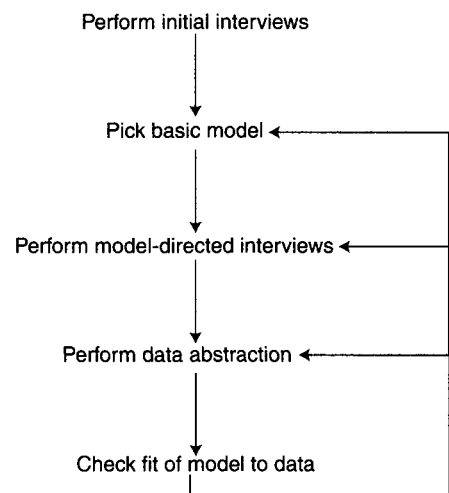 Perform initial interviews
Pick basic model
Perform model-directed interviews
Perform data abstraction
Check fit of model to data